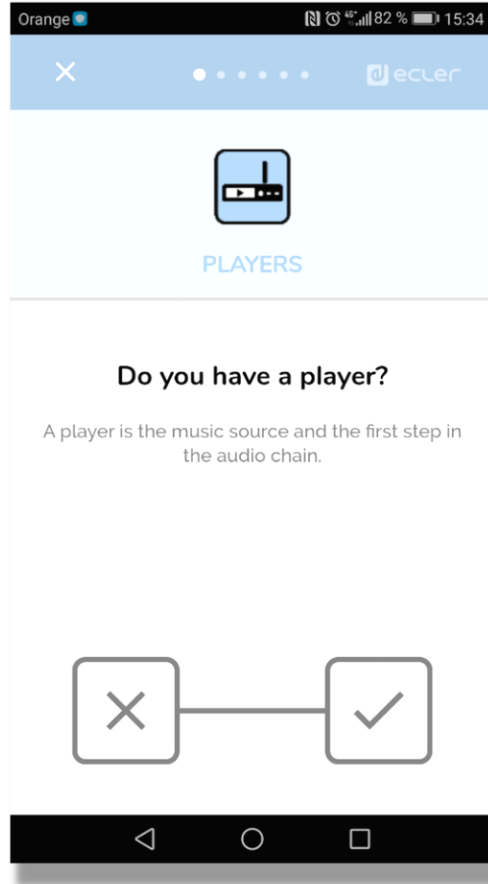 Orange 82 % 15:34
ecler
PLAYERS
Do you have a player?
A player is the music source and the first step in
the audio chain.